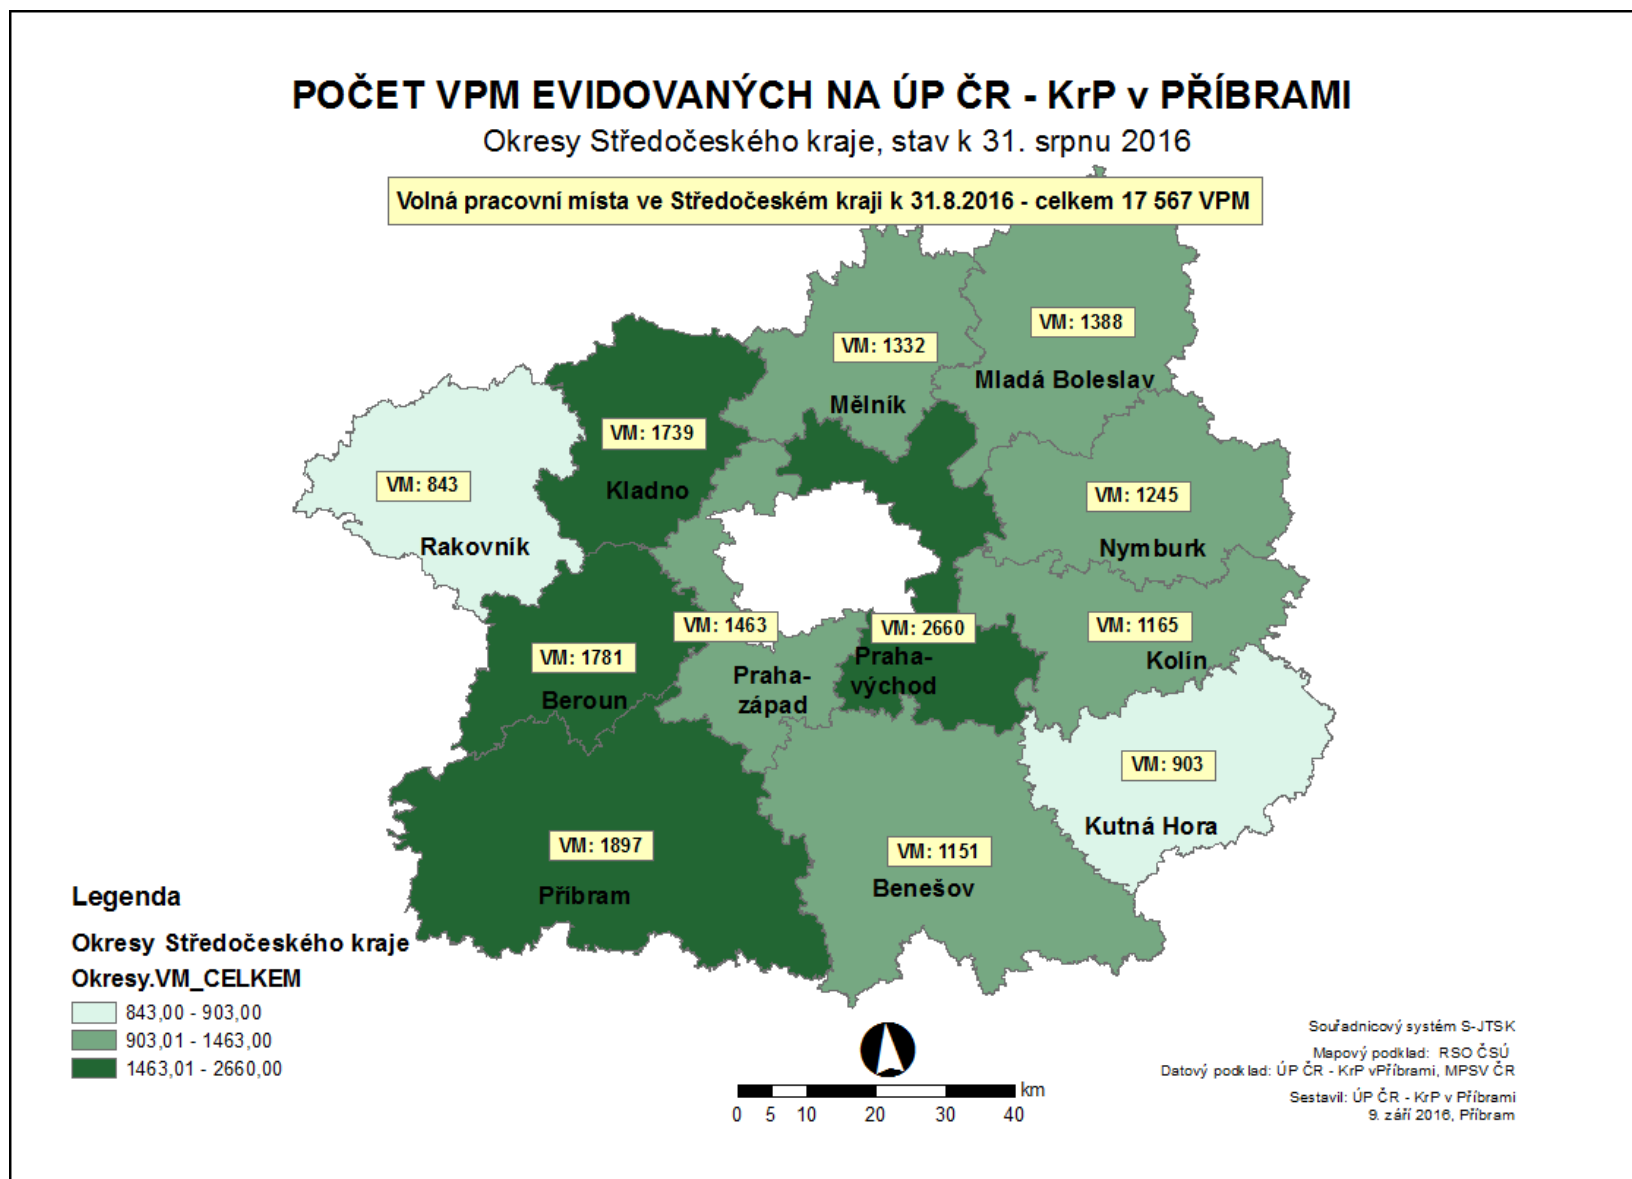 POČET VPM EVIDOVANÝCH NA ÚP ČR - KrP v PŘÍBRAMI
Okresy Středočeského kraje, stav k 31. srpnu 2016
Volná pracovní místa ve Středočeském kraji k 31.8.2016 - celkem 17 567 VPM
VM: 1388
Mladá Boleslav
VM: 1332
Mělník
VM: 1739
Kladno
VM: 843
Rakovník
VM: 1245
Nymburk
VM: 1463
Praha-
západ
VM: 2660
Praha-
východ
VM: 1165
Kolín
VM: 1781
Beroun
VM: 903
Kutná Hora
VM: 1897
Příbram
VM: 1151
Benešov
Legenda
Okresy Středočeského kraje
Okresy.VM_CELKEM
843,00 - 903,00
903,01 - 1463,00
1463,01 - 2660,00
km
0 5 10 20 30 40
Souřadnicový systém S-JTSK
Mapový podklad: RSO ČSÚ
Datový podklad: ÚP ČR - KrP vPříbrami, MPSV ČR
Sestavil: ÚP ČR - KrP v Příbrami
9. září 2016, Příbram